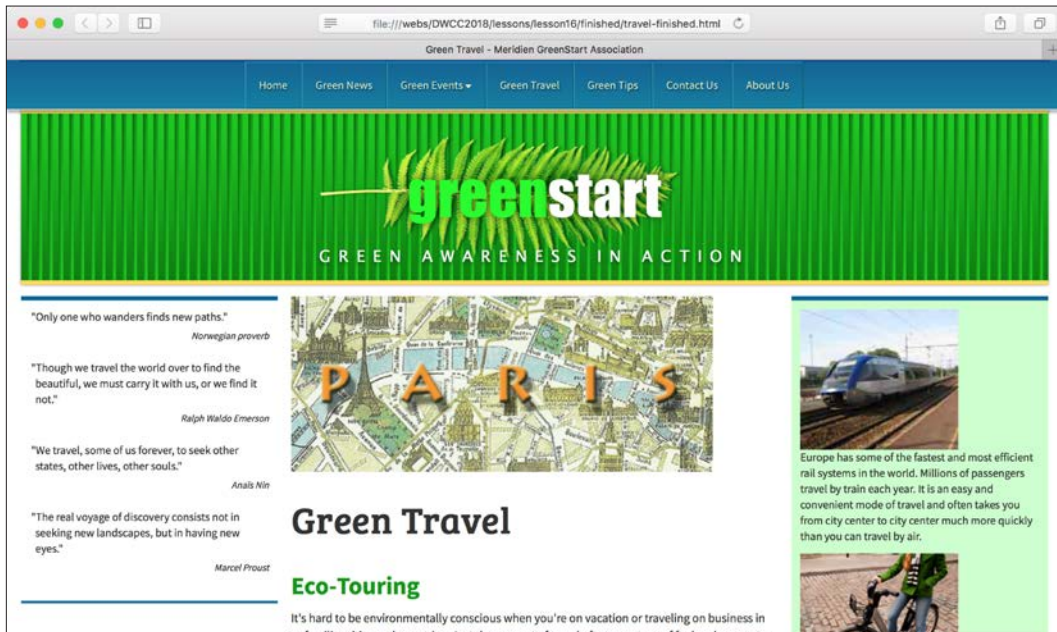 file:///webs/DWCC2018/lessons/lesson16/finished/travel-finished.html
Green Travel - Meridien GreenStart Association
Home Green News Green Events Green Travel Green Tips Contact Us About Us
greenstart
GREEN AWARENESS IN ACTION
"Only one who wanders finds new paths."
Norwegian proverb
"Though we travel the world over to find the
beautiful, we must carry it with us, or we find it
not."
Ralph Waldo Emerson
"We travel, some of us forever, to seek other
states, other lives, other souls."
Anaïs Nin
"The real voyage of discovery consists not in
seeking new landscapes, but in having new
eyes."
Marcel Proust
PARIS
Green Travel
Eco-Touring
It's hard to be environmentally conscious when you're on vacation or traveling on business in
Europe has some of the fastest and most efficient
rail systems in the world. Millions of passengers
travel by train each year. It is an easy and
convenient mode of travel and often takes you
from city center to city center much more quickly
than you can travel by air.